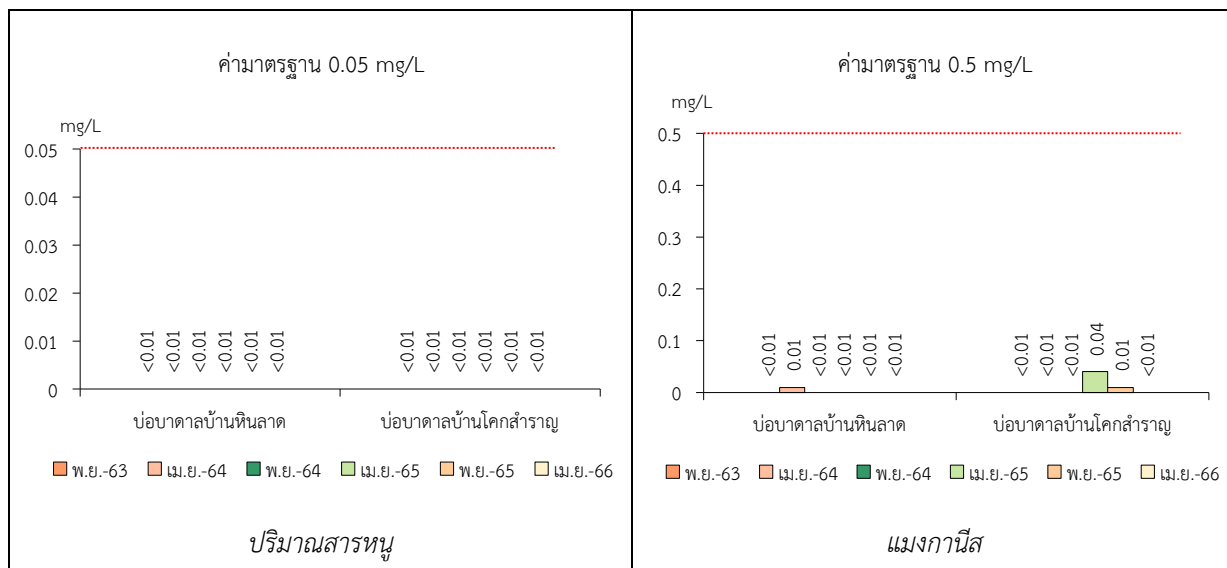 ค่ามาตรฐาน 0.05 mg/L
mg/L
0.05
0.04
0.03
0.02
0.01
0
<0.01 <0.01 <0.01 <0.01 <0.01 <0.01
<0.01 <0.01 <0.01 <0.01 <0.01 <0.01
บ่อบาดาลบ้านหินลาด บ่อบาดาลบ้านโคกสำราญ
พ.ย.-63 เม.ย.-64 พ.ย.-64 เม.ย.-65 พ.ย.-65 เม.ย.-66
ปริมาณสารหนู
ค่ามาตรฐาน 0.5 mg/L
mg/L
0.5
0.4
0.3
0.2
0.1
0
<0.01 0.01 <0.01 <0.01 <0.01 <0.01
<0.01 <0.01 <0.01 0.04 0.01 <0.01
บ่อบาดาลบ้านหินลาด บ่อบาดาลบ้านโคกสำราญ
พ.ย.-63 เม.ย.-64 พ.ย.-64 เม.ย.-65 พ.ย.-65 เม.ย.-66
แมงกานีส